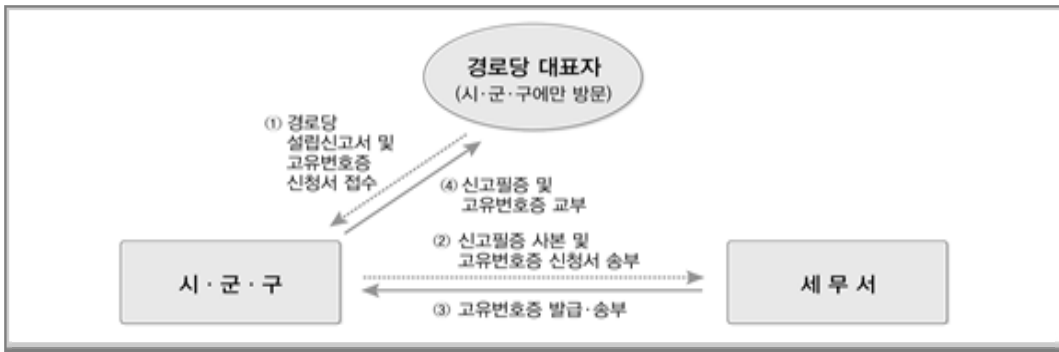 경로당 대표자
(시·군·구에만 방문)
① 경로당
설립신고서 및
고유번호증
신청서 접수
④ 신고필증 및
고유번호증 교부
② 신고필증 사본 및
고유번호증 신청서 송부
시·군·구
세무서
③ 고유번호증 발급·송부